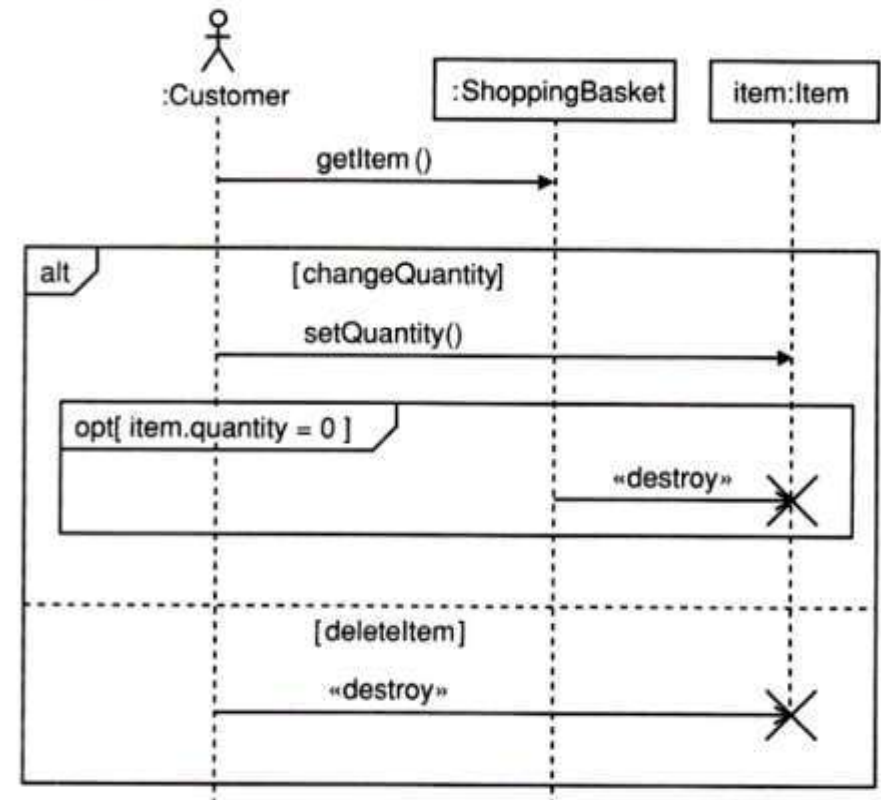 :Customer
:ShoppingBasket
item:Item
getItem ()
alt
[changeQuantity]
setQuantity()
opt[ item.quantity = 0 ]
«destroy»
[deleteItem]
«destroy»